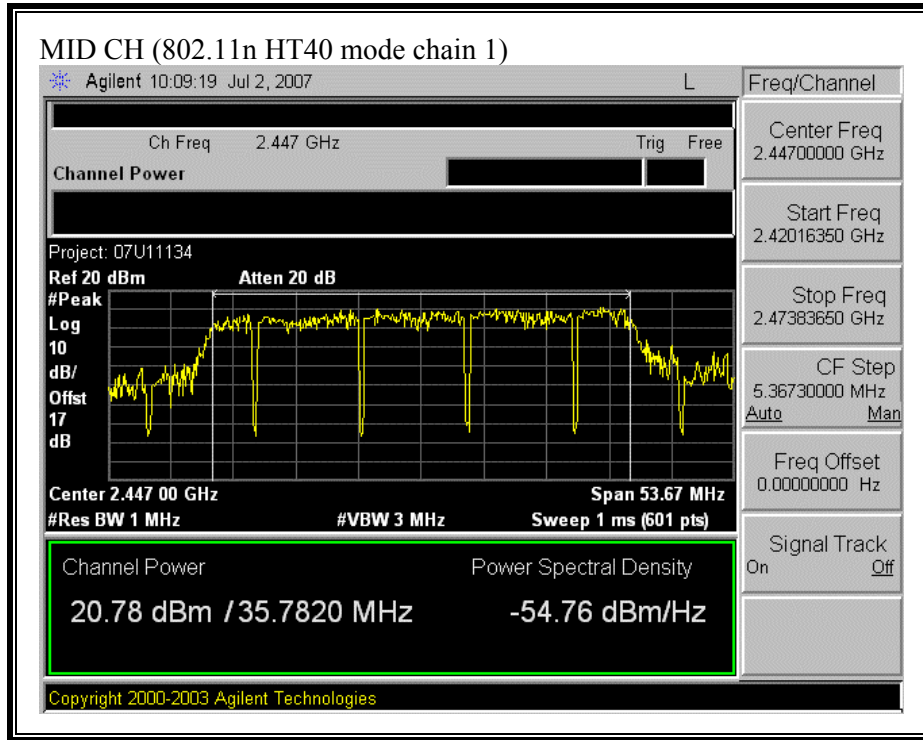 MID CH (802.11n HT40 mode chain 1)
Agilent 10:09:19 Jul 2, 2007 L
Freq/Channel
Ch Freq 2.447 GHz Trig Free
Channel Power
Center Freq
2.44700000 GHz
Start Freq
2.42016350 GHz
Stop Freq
2.47383650 GHz
CF Step
5.36730000 MHz
Auto Man
Freq Offset
0.00000000 Hz
Signal Track
On Off
Project: 07U11134
Ref 20 dBm Atten 20 dB
#Peak
Log
10
dB/
Offst
17
dB
Center 2.447 00 GHz Span 53.67 MHz
#Res BW 1 MHz #VBW 3 MHz Sweep 1 ms (601 pts)
Channel Power Power Spectral Density
20.78 dBm / 35.7820 MHz -54.76 dBm/Hz
Copyright 2000-2003 Agilent Technologies